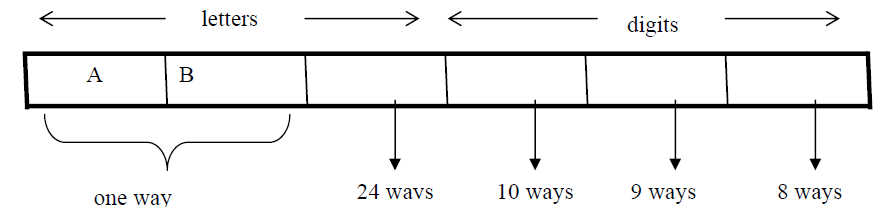 letters
digits
A B
one way
24 ways
10 ways
9 ways
8 ways